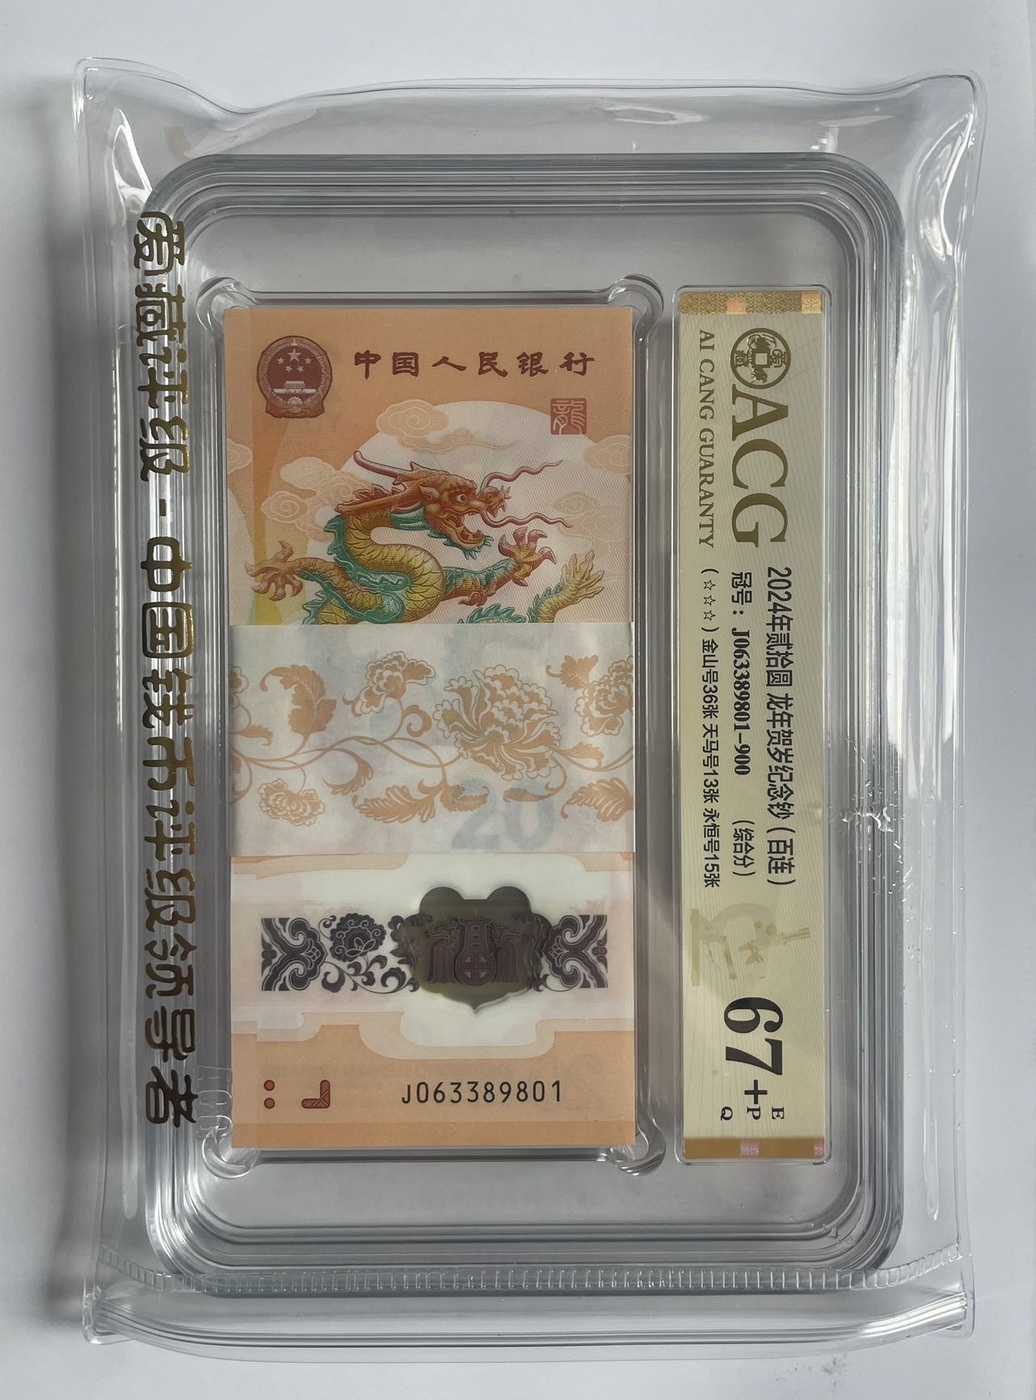 爱藏评级-中国钱币评级领导者
中国人民银行
龍
20
J063389801
ACG
AI CANG GUARANTY
2024年贰拾圆 龙年贺岁纪念钞（百连）
冠号：J063389801-900 （综合分）
（☆☆☆）金山号36张 天马号13张 永恒号15张
67+
E
P
Q